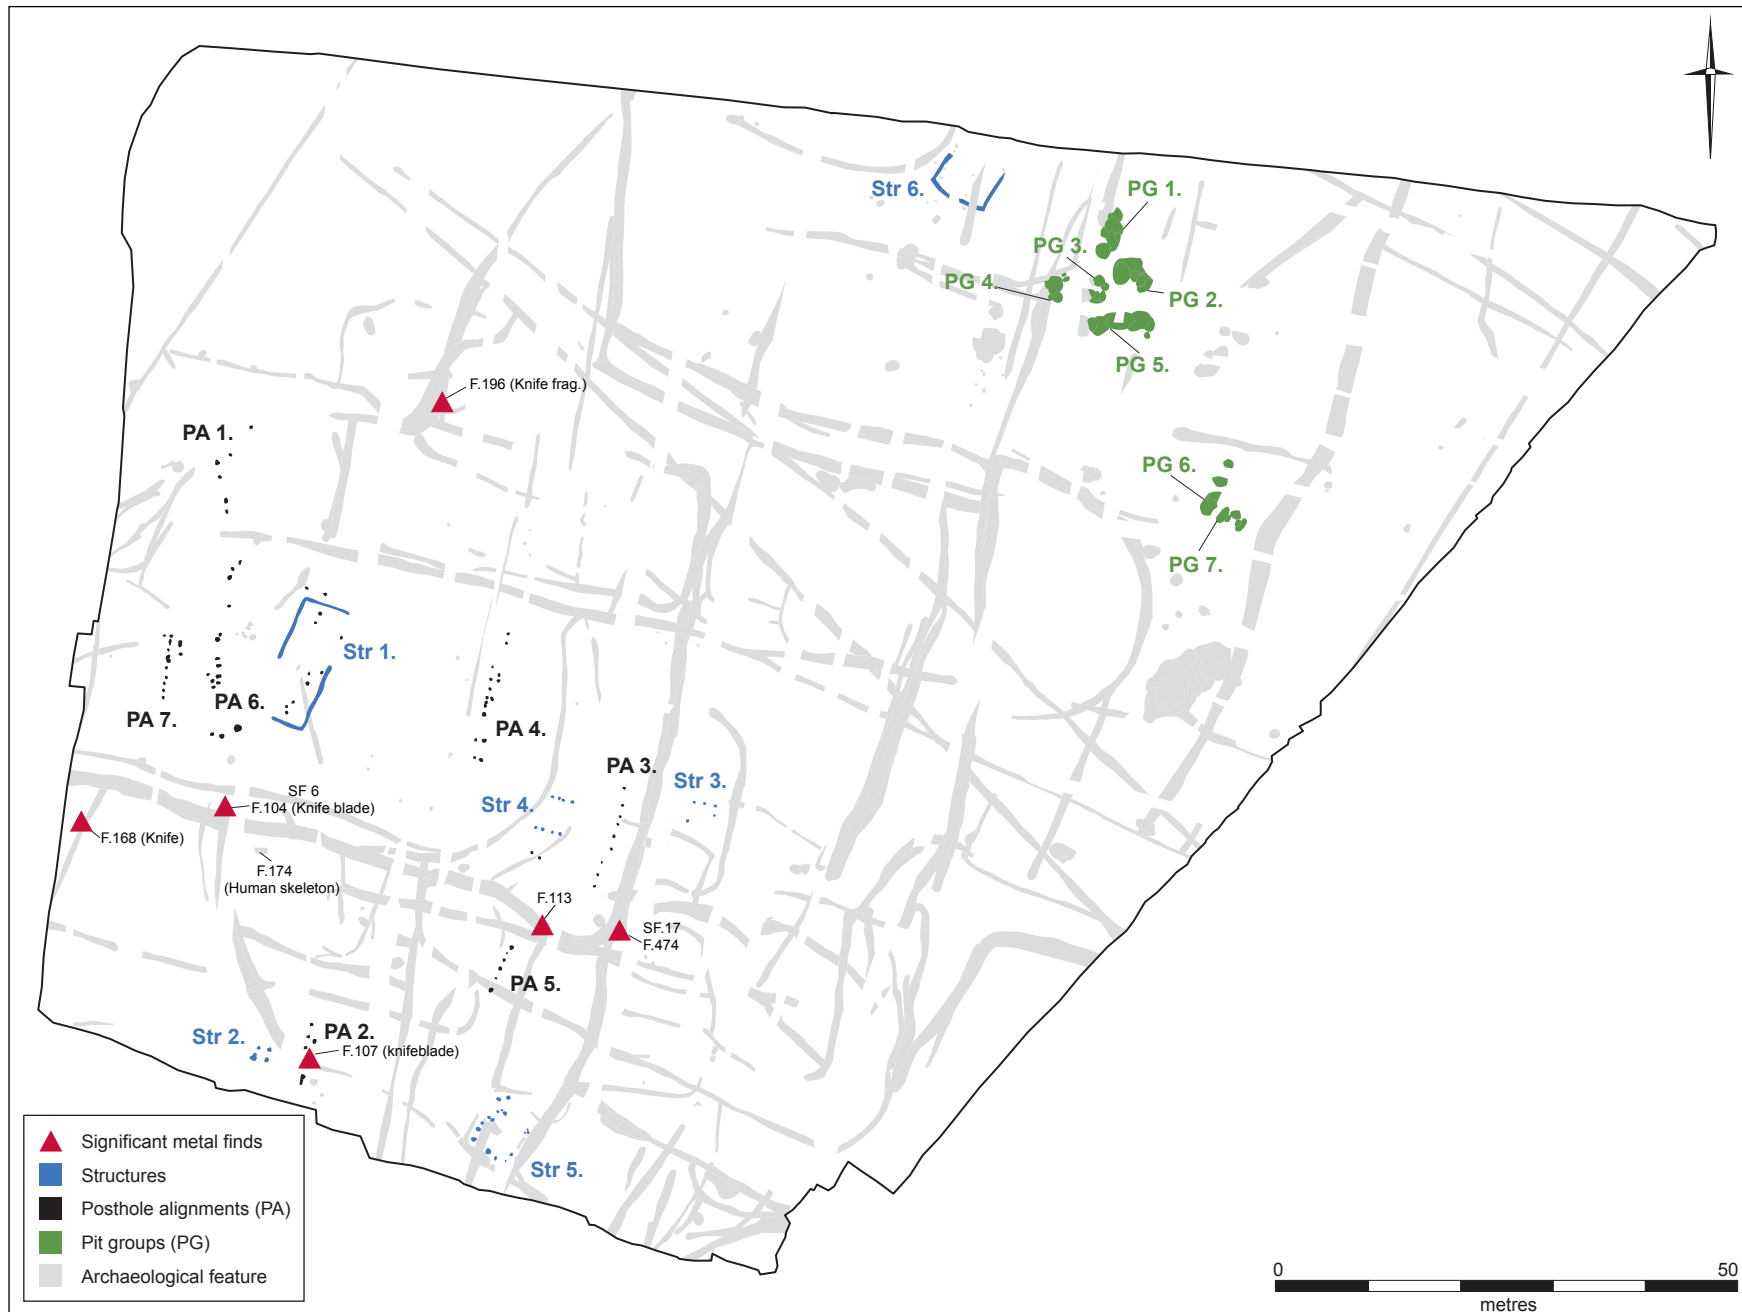 Str 6.
PG 1.
PG 3.
PG 4.
PG 2.
PG 5.
F.196 (Knife frag.)
PA 1.
PG 6.
PG 7.
Str 1.
PA 6.
PA 7.
PA 4.
PA 3.
Str 3.
Str 4.
SF 6
F.104 (Knife blade)
F.168 (Knife)
F.174
(Human skeleton)
F.113
SF.17
F.474
PA 5.
PA 2.
Str 2.
F.107 (knifeblade)
Str 5.
Significant metal finds
Structures
Posthole alignments (PA)
Pit groups (PG)
Archaeological feature
0 50
metres